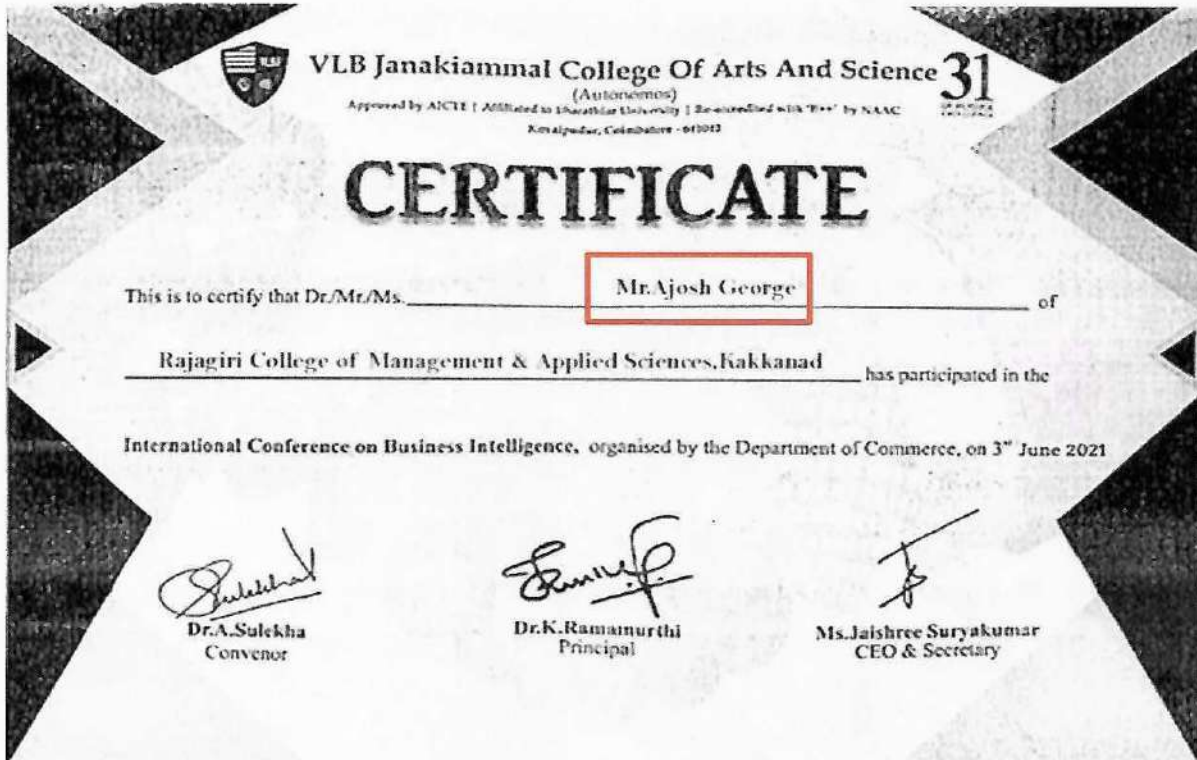 VLB Janakiammal College Of Arts And Science
31
(Autonomos)
Approved by AICTE | Affiliated to Bharathiar University | Re-accredited with "B++" by NAAC
Kovaipudur, Coimbatore - 641042
CERTIFICATE
This is to certify that Dr./Mr./Ms. Mr.Ajosh George of
Rajagiri College of Management & Applied Sciences,Kakkanad has participated in the
International Conference on Business Intelligence, organised by the Department of Commerce, on 3rd June 2021
Dr.A.Sulekha
Convenor
Dr.K.Ramamurthi
Principal
Ms.Jaishree Suryakumar
CEO & Secretary